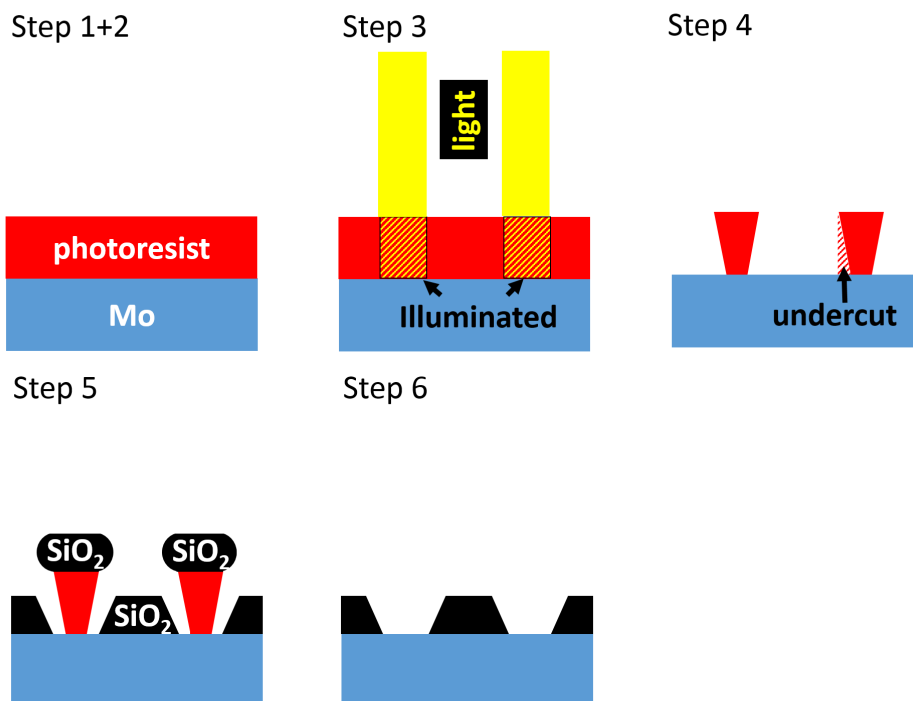 Step 1+2
Step 3
Step 4
light
photoresist
Mo
Illuminated
undercut
Step 5
Step 6
SiO₂
SiO₂
SiO₂